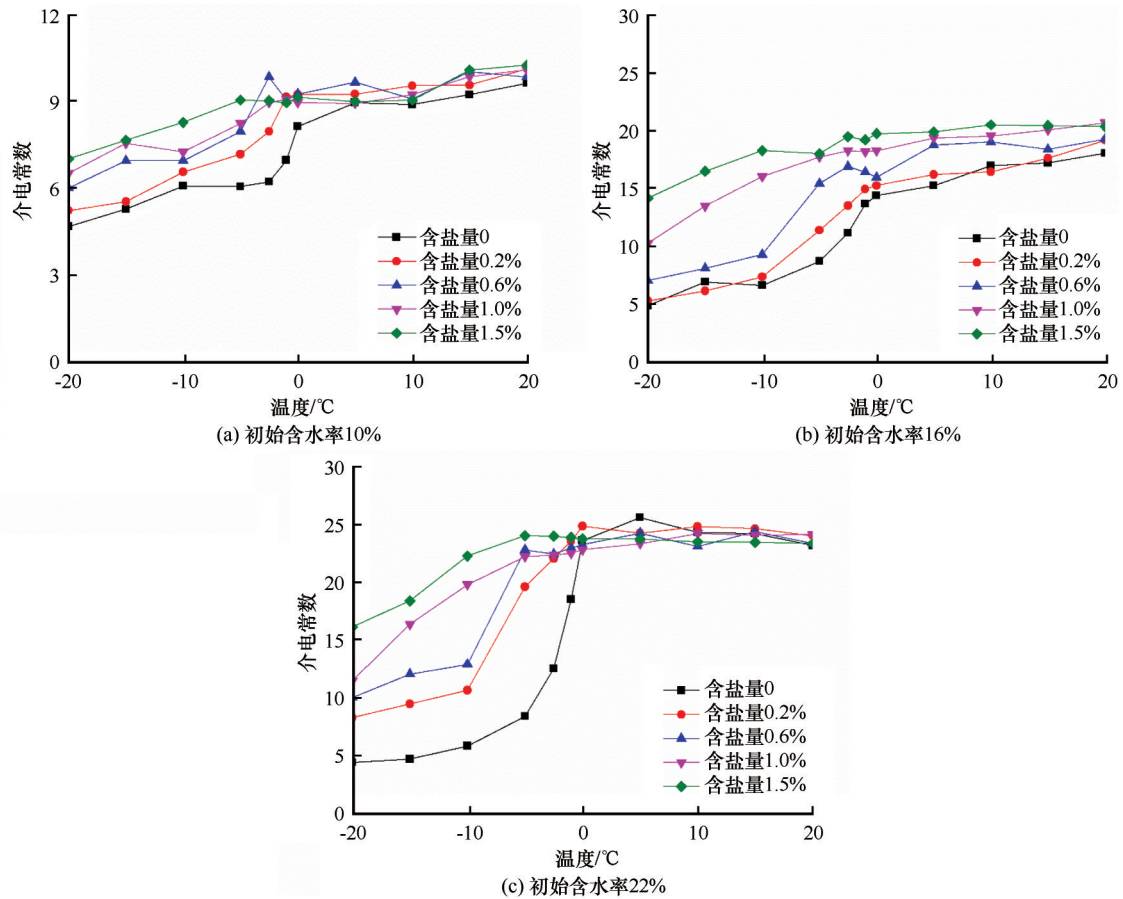 12
9
6
3
0
介电常数
-20
-10
0
10
20
温度/℃
含盐量0
含盐量0.2%
含盐量0.6%
含盐量1.0%
含盐量1.5%
(a) 初始含水率10%
30
25
20
15
10
5
0
介电常数
-20
-10
0
10
20
温度/℃
含盐量0
含盐量0.2%
含盐量0.6%
含盐量1.0%
含盐量1.5%
(b) 初始含水率16%
30
25
20
15
10
5
0
介电常数
-20
-10
0
10
20
温度/℃
含盐量0
含盐量0.2%
含盐量0.6%
含盐量1.0%
含盐量1.5%
(c) 初始含水率22%